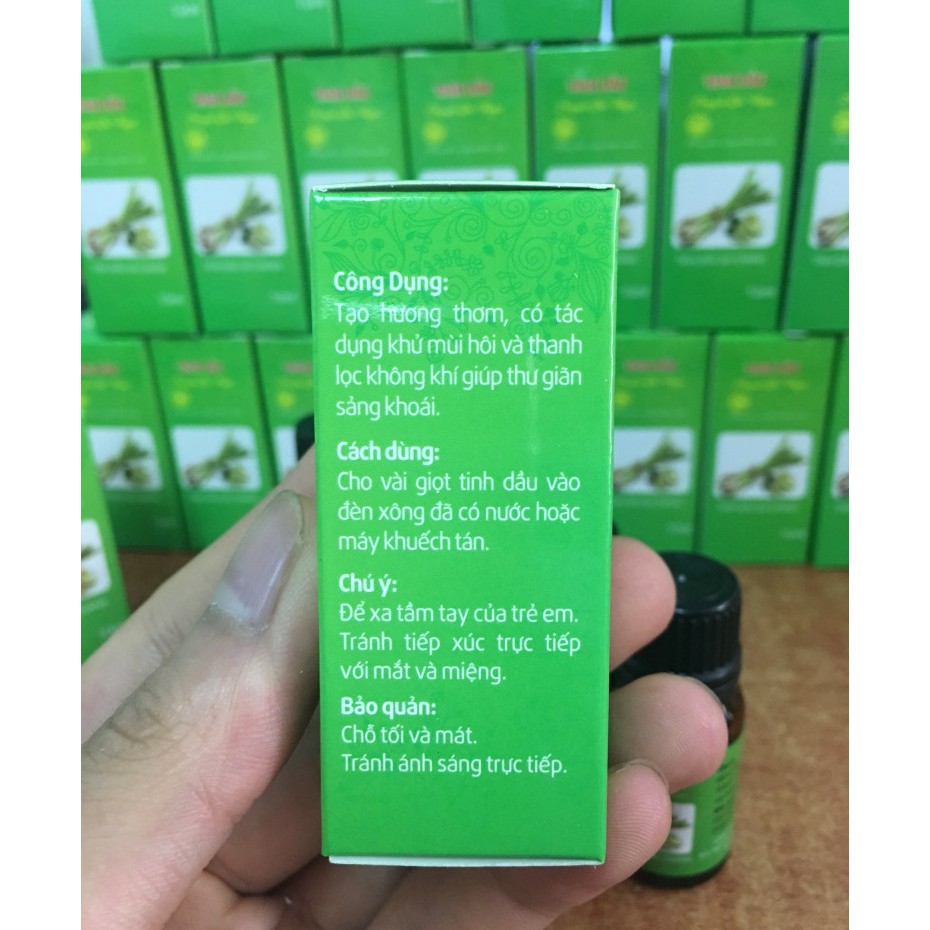 Công Dụng:
Tạo hương thơm, có tác
dụng khử mùi hôi và thanh
lọc không khí giúp thư giãn
sảng khoái.
Cách dùng:
Cho vài giọt tinh dầu vào
đèn xông đã có nước hoặc
máy khuếch tán.
Chú ý:
Để xa tầm tay của trẻ em.
Tránh tiếp xúc trực tiếp
với mắt và miệng.
Bảo quản:
Chỗ tối và mát.
Tránh ánh sáng trực tiếp.